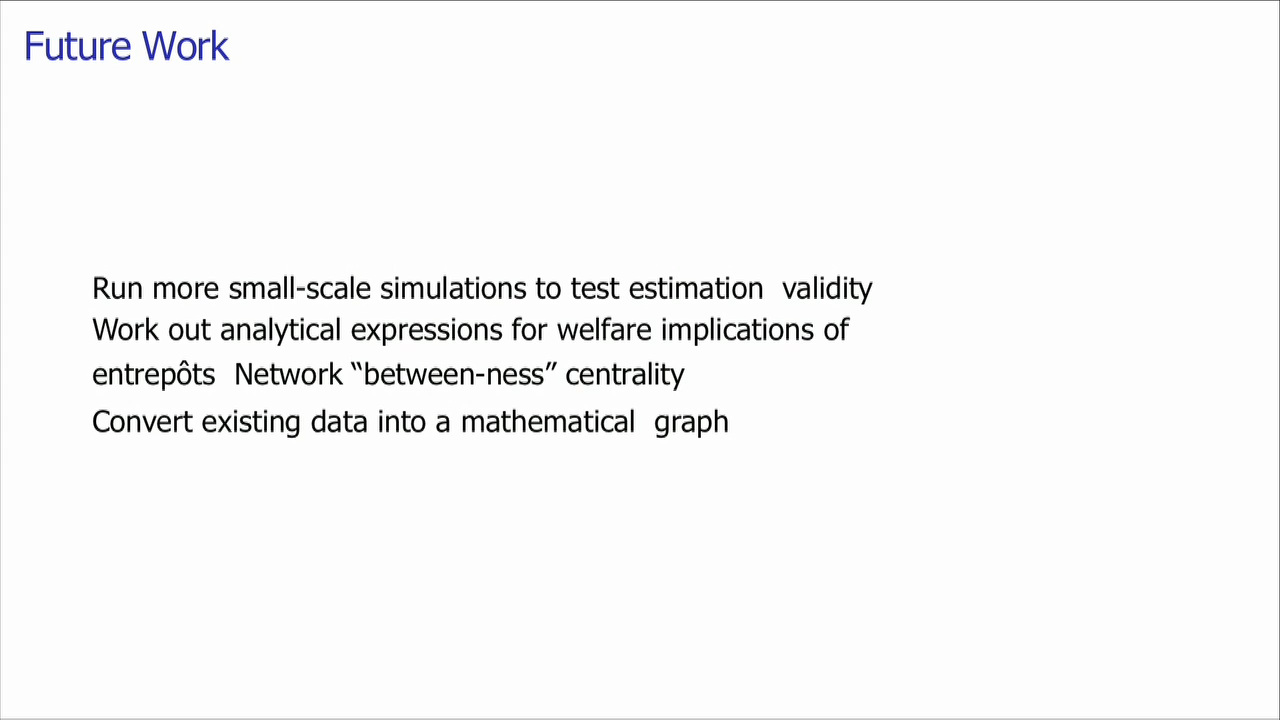 Future Work
Run more small-scale simulations to test estimation validity
Work out analytical expressions for welfare implications of
entrepôts Network “between-ness” centrality
Convert existing data into a mathematical graph